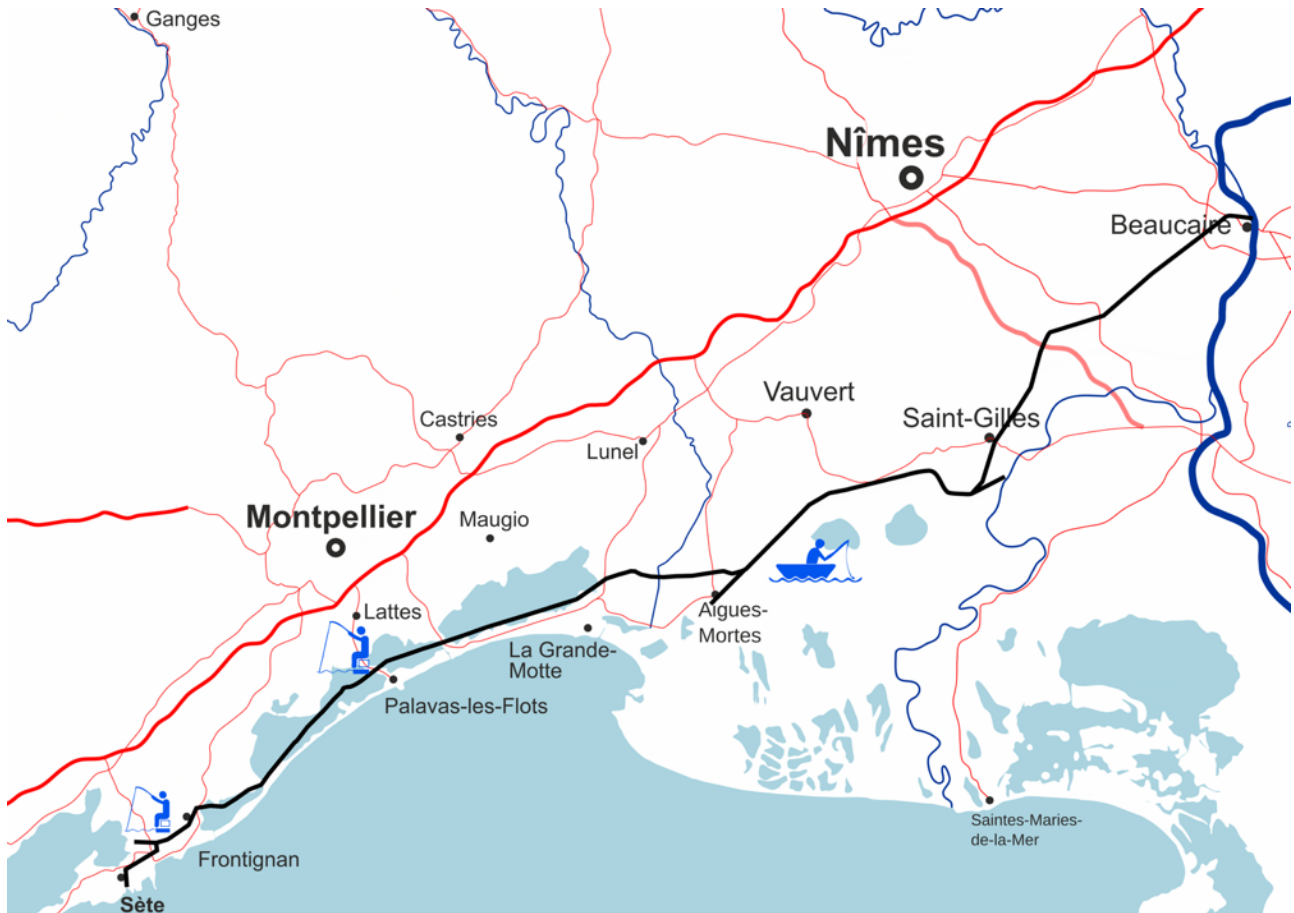 Ganges
Nîmes
Beaucaire
Vauvert
Saint-Gilles
Castries
Lunel
Montpellier
Maugio
Lattes
Aigues-
Mortes
La Grande-
Motte
Palavas-les-Flots
Saintes-Maries-
de-la-Mer
Frontignan
Sète